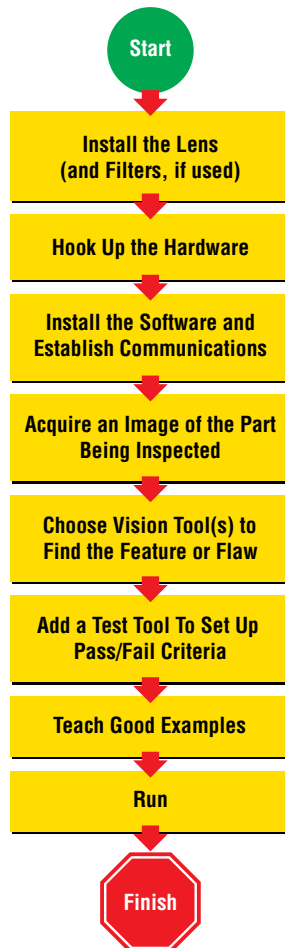 Start
Install the Lens
(and Filters, if used)
Hook Up the Hardware
Install the Software and
Establish Communications
Acquire an Image of the Part
Being Inspected
Choose Vision Tool(s) to
Find the Feature or Flaw
Add a Test Tool To Set Up
Pass/Fail Criteria
Teach Good Examples
Run
Finish